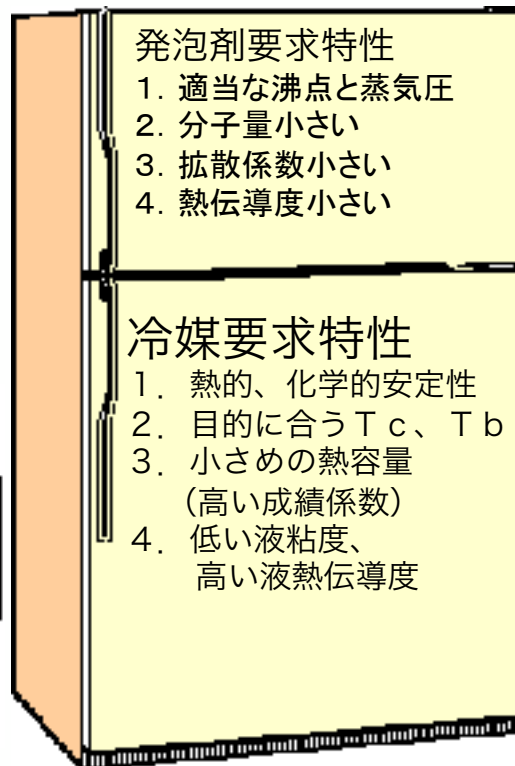 発泡剤要求特性
1. 適当な沸点と蒸気圧
2. 分子量小さい
3. 拡散係数小さい
4. 熱伝導度小さい
冷媒要求特性
１．熱的、化学的安定性
２．目的に合うＴｃ、Ｔｂ
３．小さめの熱容量
（高い成績係数）
４．低い液粘度、
高い液熱伝導度